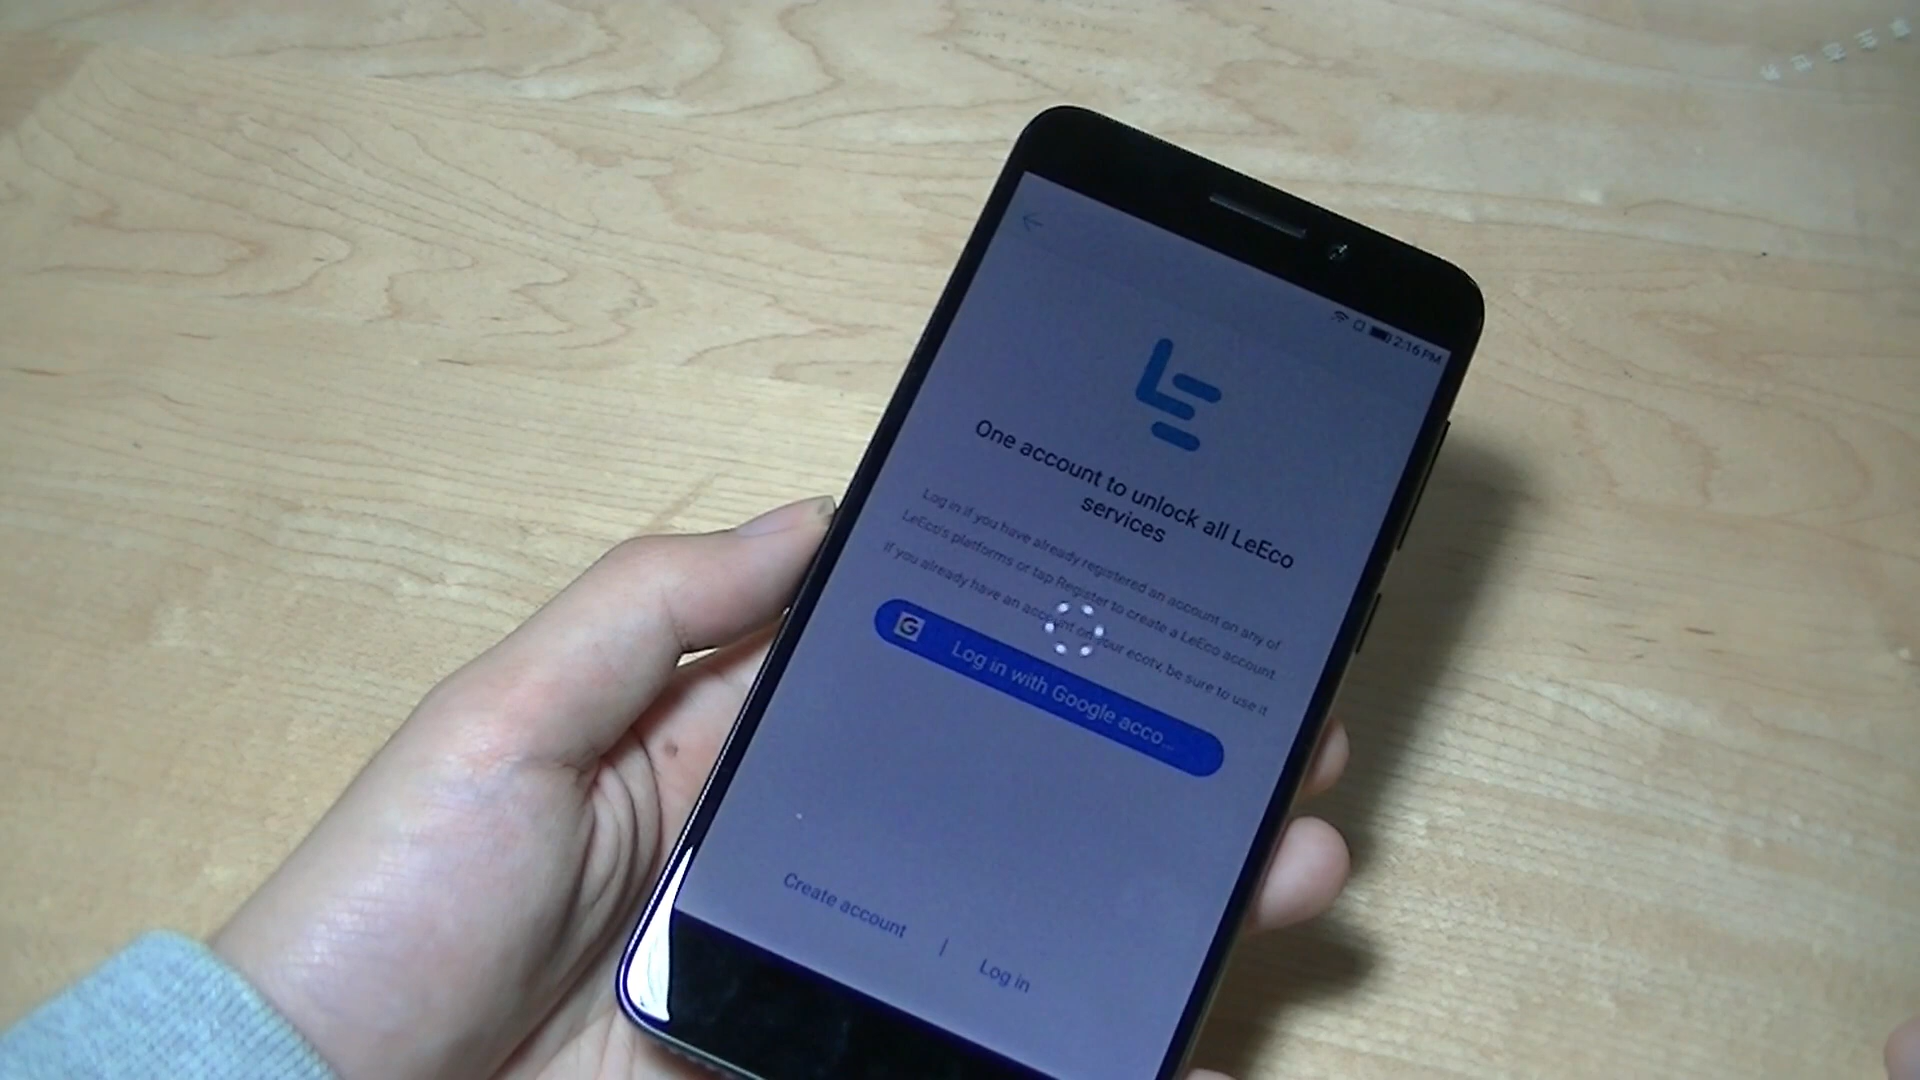 2:16 PM
One account to unlock all LeEco
services
Log in if you have already registered an account on any of
LeEco's platforms or tap Register to create a LeEco account
If you already have an account on your ecotv, be sure to use it
G
Log in with Google acco...
Create account | Log in